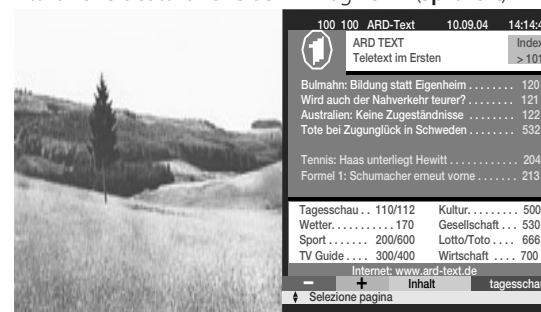 100 100 ARD-Text 10.09.04 14:14:4
ARD TEXT Index
Teletext im Ersten > 101
Bulmahn: Bildung statt Eigenheim . . . . . . . . 120
Wird auch der Nahverkehr teurer? . . . . . . . . 121
Australien: Keine Zugeständnisse . . . . . . . . 122
Tote bei Zugunglück in Schweden . . . . . . . 532
Tennis: Haas unterliegt Hewitt . . . . . . . . . . . 204
Formel 1: Schumacher erneut vorne . . . . . . . 213
Tagesschau . . 110/112 Kultur. . . . . . . . . 500
Wetter. . . . . . . . . . . 170 Gesellschaft . . . 530
Sport . . . . . . . 200/600 Lotto/Toto . . . . 666
TV Guide . . . . 300/400 Wirtschaft . . . . 700
Internet: www.ard-text.de
– + Inhalt tagesschau
Selezione pagina